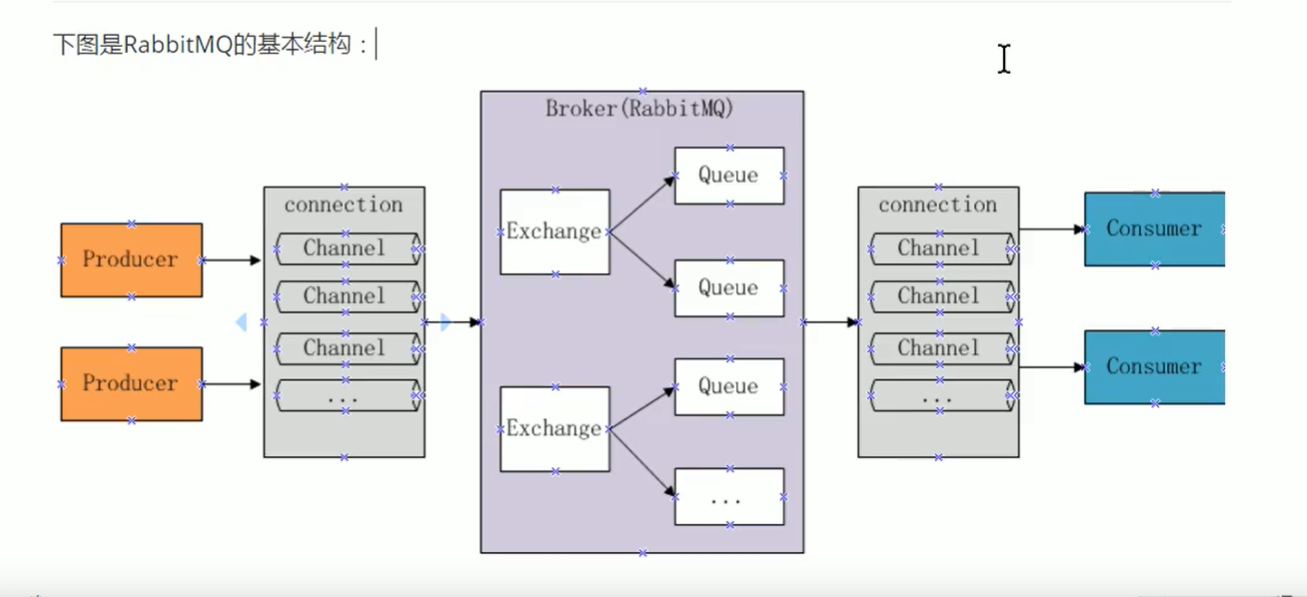 下图是RabbitMQ的基本结构：
Broker(RabbitMQ)
Producer
Producer
connection
Channel
Channel
Channel
...
Exchange
Exchange
Queue
Queue
Queue
...
connection
Channel
Channel
Channel
...
Consumer
Consumer